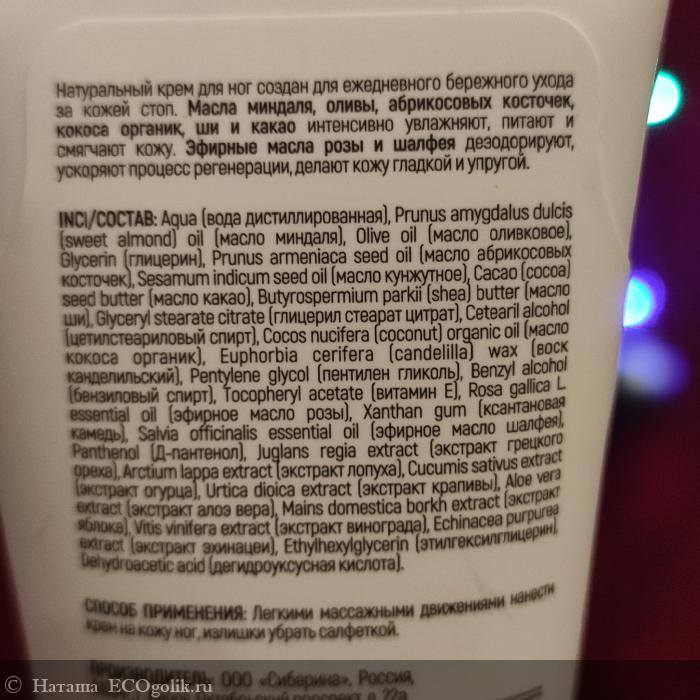 Натуральный крем для ног создан для ежедневного бережного ухода
за кожей стоп. Масла миндаля, оливы, абрикосовых косточек,
кокоса органик, ши и какао интенсивно увлажняют, питают и
смягчают кожу. Эфирные масла розы и шалфея дезодорируют,
ускоряют процесс регенерации, делают кожу гладкой и упругой.
INCI/СОСТАВ: Aqua (вода дистиллированная), Prunus amygdalus dulcis
(sweet almond) oil (масло миндаля), Olive oil (масло оливковое),
Glycerin (глицерин), Prunus armeniaca seed oil (масло абрикосовых
косточек), Sesamum indicum seed oil (масло кунжутное), Cacao (cocoa)
seed butter (масло какао), Butyrospermium parkii (shea) butter (масло
ши), Glyceryl stearate citrate (глицерил стеарат цитрат), Cetearil alcohol
(цетилстеариловый спирт), Cocos nucifera (coconut) organic oil (масло
кокоса органик), Euphorbia cerifera (candelilla) wax (воск
канделильский), Pentylene glycol (пентилен гликоль), Benzyl alcohol
(бензиловый спирт), Tocopheryl acetate (витамин Е), Rosa gallica L.
essential oil (эфирное масло розы), Xanthan gum (ксантановая
камедь), Salvia officinalis essential oil (эфирное масло шалфея),
Panthenol (Д-пантенол), Juglans regia extract (экстракт грецкого
ореха), Arctium lappa extract (экстракт лопуха), Cucumis sativus extract
(экстракт огурца), Urtica dioica extract (экстракт крапивы), Aloe vera
extract (экстракт алоэ вера), Mains domestica borkh extract (экстракт
яблока), Vitis vinifera extract (экстракт винограда), Echinacea purpurea
extract (экстракт эхинацеи), Ethylhexylglycerin (этилгексилглицерин),
Dehydroacetic acid (дегидроуксусная кислота).
СПОСОБ ПРИМЕНЕНИЯ: Легкими массажными движениями нанести
крем на кожу ног, излишки убрать салфеткой.
ПРОИЗВОДИТЕЛЬ: ООО «Сиберина», Россия,
Октябрьский проспект, д.22а
Наташа ECOgolik.ru